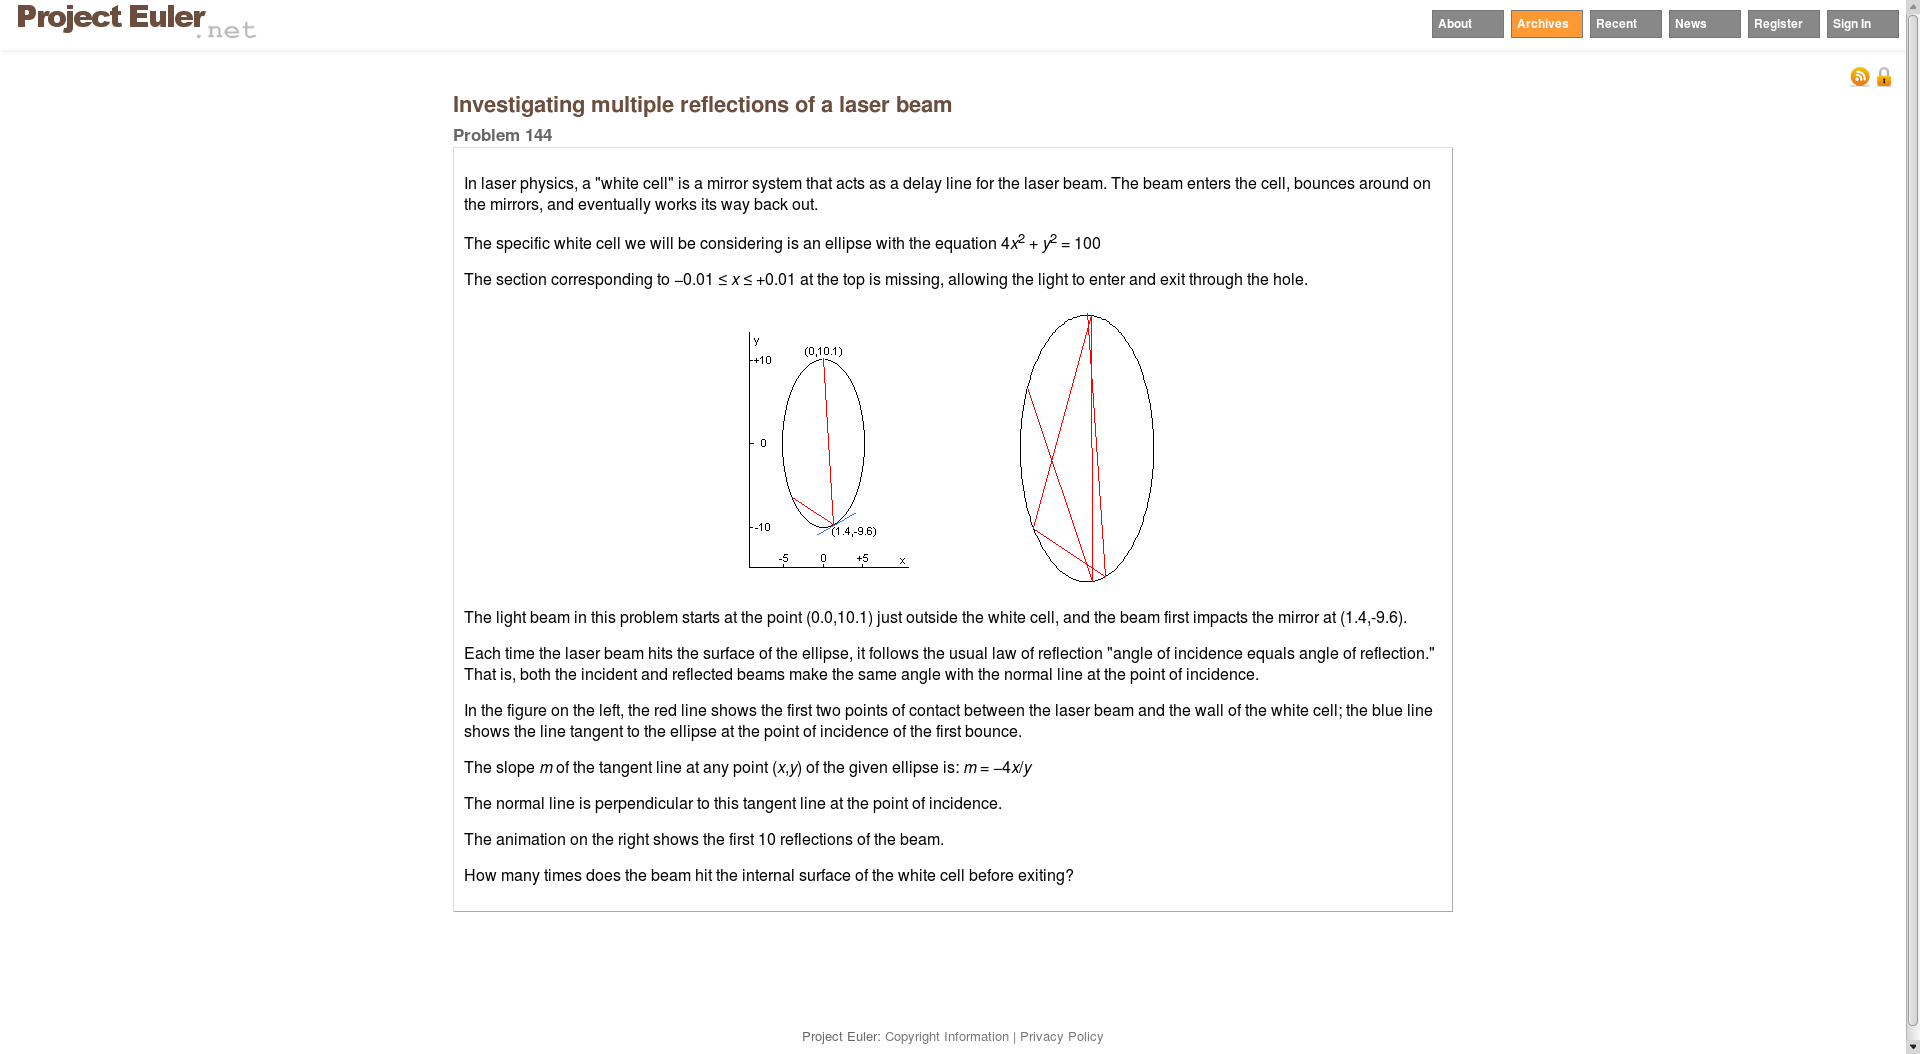 Project Euler
.net
About
Archives
Recent
News
Register
Sign In
Investigating multiple reflections of a laser beam
Problem 144
In laser physics, a "white cell" is a mirror system that acts as a delay line for the laser beam. The beam enters the cell, bounces around on
the mirrors, and eventually works its way back out.
The specific white cell we will be considering is an ellipse with the equation 4x² + y² = 100
The section corresponding to −0.01 ≤ x ≤ +0.01 at the top is missing, allowing the light to enter and exit through the hole.
y
(0,10.1)
+10
0
-10
(1.4,-9.6)
-5 0 +5 x
The light beam in this problem starts at the point (0.0,10.1) just outside the white cell, and the beam first impacts the mirror at (1.4,-9.6).
Each time the laser beam hits the surface of the ellipse, it follows the usual law of reflection "angle of incidence equals angle of reflection."
That is, both the incident and reflected beams make the same angle with the normal line at the point of incidence.
In the figure on the left, the red line shows the first two points of contact between the laser beam and the wall of the white cell; the blue line
shows the line tangent to the ellipse at the point of incidence of the first bounce.
The slope m of the tangent line at any point (x,y) of the given ellipse is: m = −4x/y
The normal line is perpendicular to this tangent line at the point of incidence.
The animation on the right shows the first 10 reflections of the beam.
How many times does the beam hit the internal surface of the white cell before exiting?
Project Euler: Copyright Information | Privacy Policy